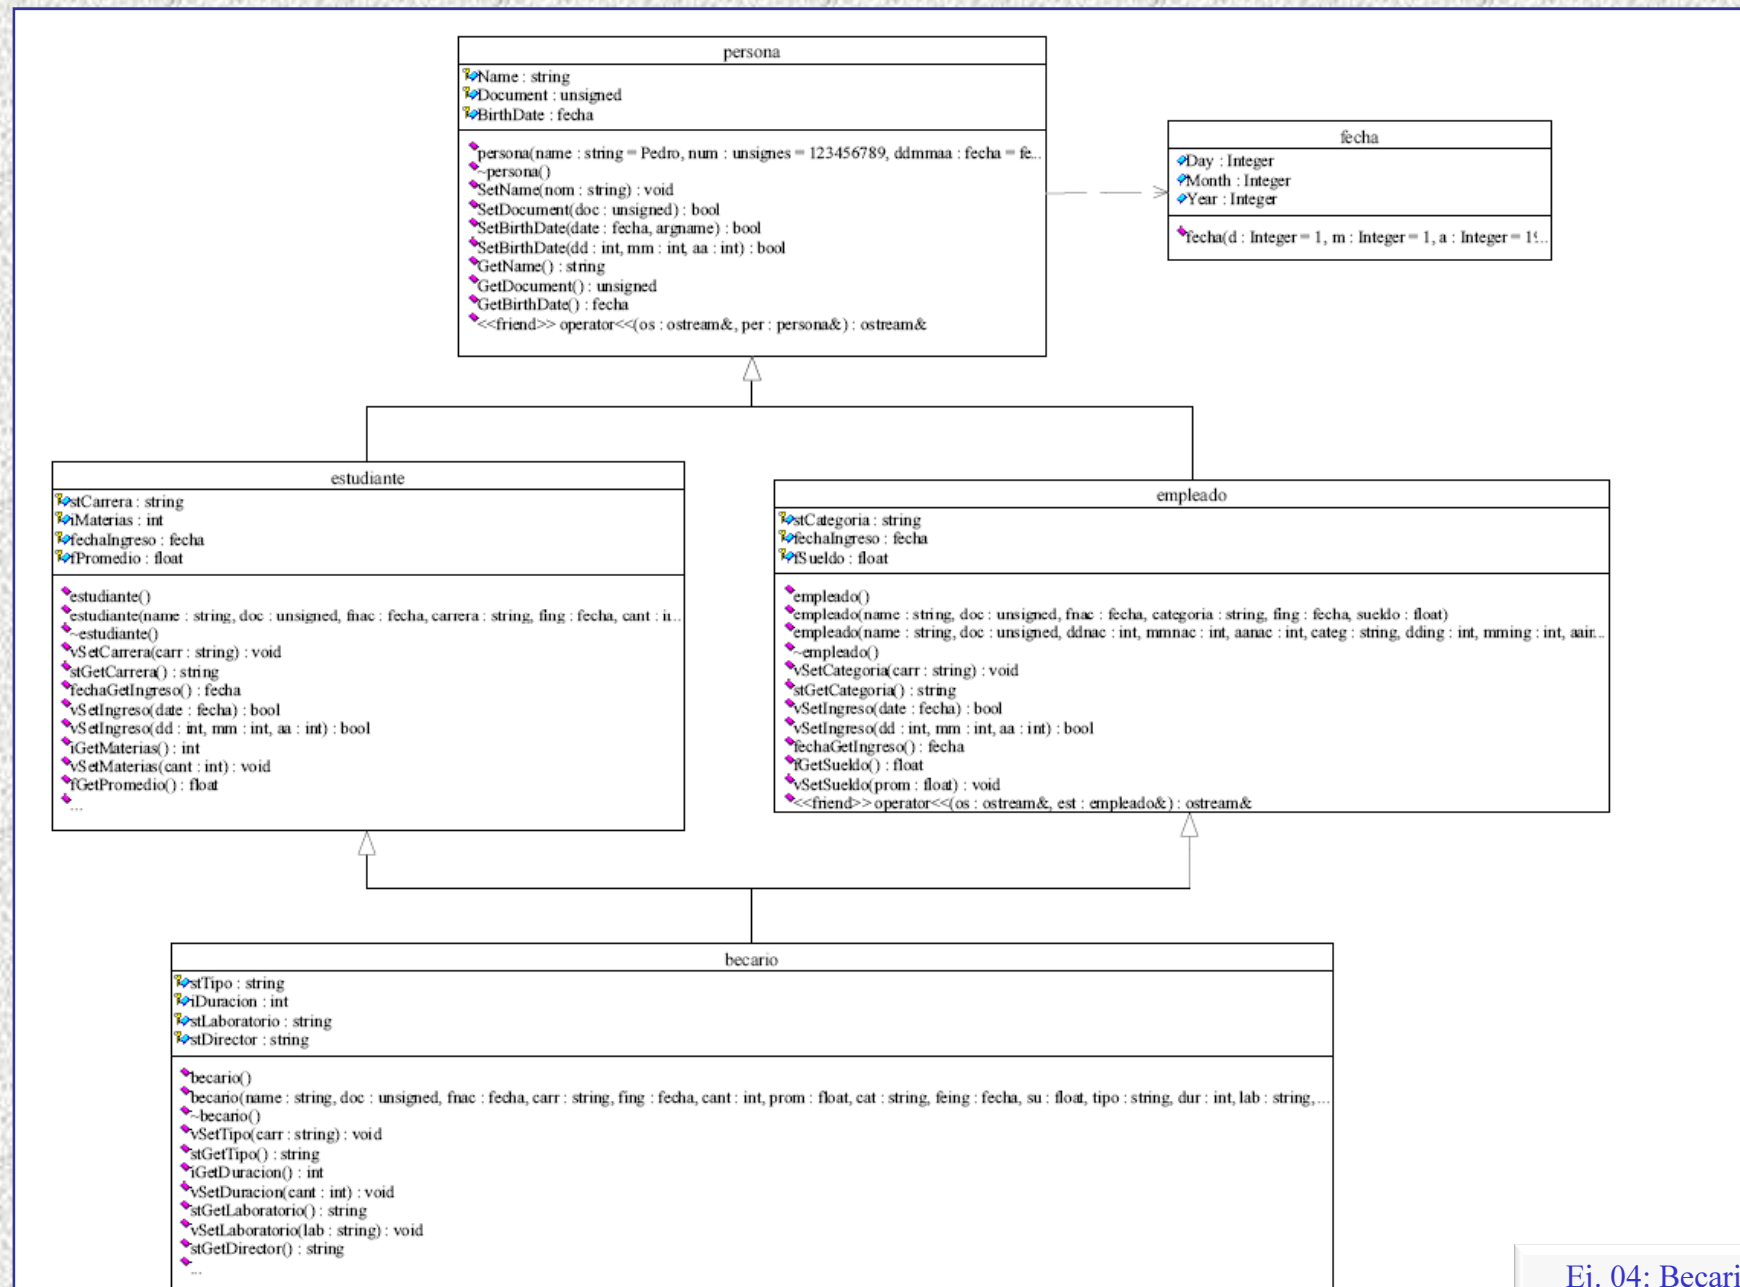 persona
Name : string
Document : unsigned
BirthDate : fecha
persona(name : string = Pedro, num : unsignes = 123456789, ddmmaa : fecha = fe...
~persona()
SetName(nom : string) : void
SetDocument(doc : unsigned) : bool
SetBirthDate(date : fecha, argname) : bool
SetBirthDate(dd : int, mm : int, aa : int) : bool
GetName() : string
GetDocument() : unsigned
GetBirthDate() : fecha
<<friend>> operator<<(os : ostream&, per : persona&) : ostream&
fecha
Day : Integer
Month : Integer
Year : Integer
fecha(d : Integer = 1, m : Integer = 1, a : Integer = 19...
estudiante
stCarrera : string
iMaterias : int
fechaIngreso : fecha
fPromedio : float
estudiante()
estudiante(name : string, doc : unsigned, fnac : fecha, carrera : string, fing : fecha, cant : in...
~estudiante()
vSetCarrera(carr : string) : void
stGetCarrera() : string
fechaGetIngreso() : fecha
vSetIngreso(date : fecha) : bool
vSetIngreso(dd : int, mm : int, aa : int) : bool
iGetMaterias() : int
vSetMaterias(cant : int) : void
fGetPromedio() : float
...
empleado
stCategoria : string
fechaIngreso : fecha
fSueldo : float
empleado()
empleado(name : string, doc : unsigned, fnac : fecha, categoria : string, fing : fecha, sueldo : float)
empleado(name : string, doc : unsigned, ddnac : int, mmnac : int, aanac : int, categ : string, dding : int, mming : int, aair...
~empleado()
vSetCategoria(carr : string) : void
stGetCategoria() : string
vSetIngreso(date : fecha) : bool
vSetIngreso(dd : int, mm : int, aa : int) : bool
fechaGetIngreso() : fecha
fGetSueldo() : float
vSetSueldo(prom : float) : void
<<friend>> operator<<(os : ostream&, est : empleado&) : ostream&
becario
stTipo : string
iDuracion : int
stLaboratorio : string
stDirector : string
becario()
becario(name : string, doc : unsigned, fnac : fecha, carr : string, fing : fecha, cant : int, prom : float, cat : string, feing : fecha, su : float, tipo : string, dur : int, lab : string,...
~becario()
vSetTipo(carr : string) : void
stGetTipo() : string
iGetDuracion() : int
vSetDuracion(cant : int) : void
stGetLaboratorio() : string
vSetLaboratorio(lab : string) : void
stGetDirector() : string
...
Ej. 04: Becari